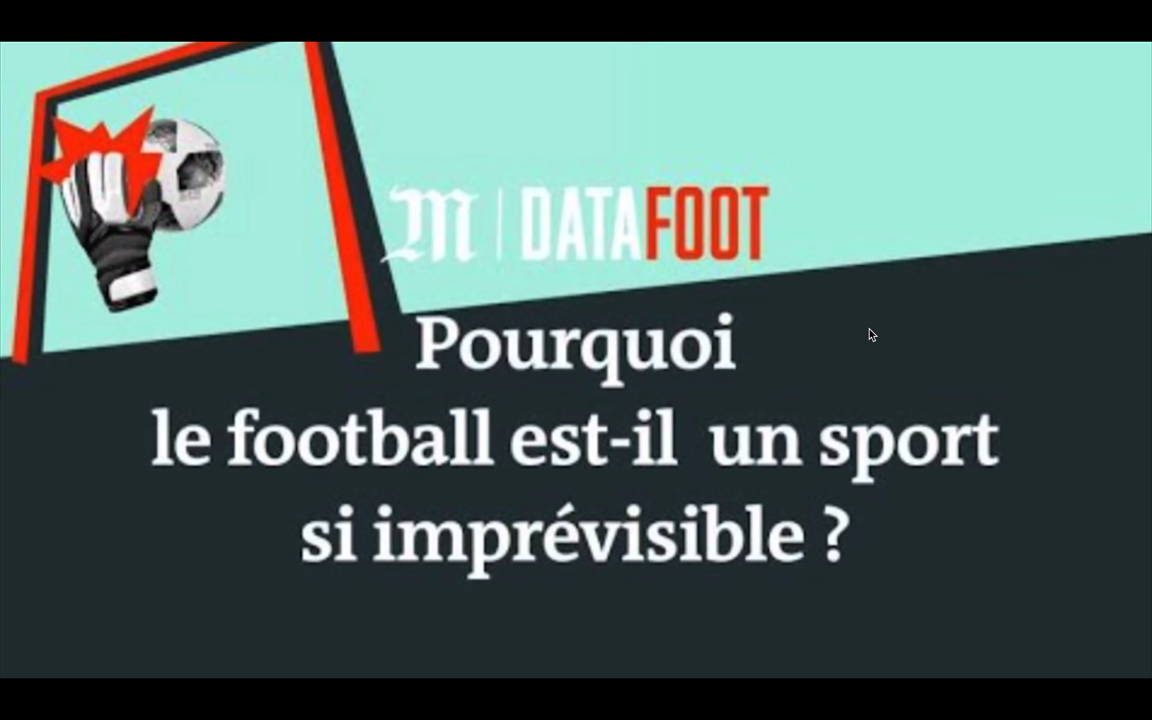 M | DATAFOOT
Pourquoi
le football est-il un sport
si imprévisible ?